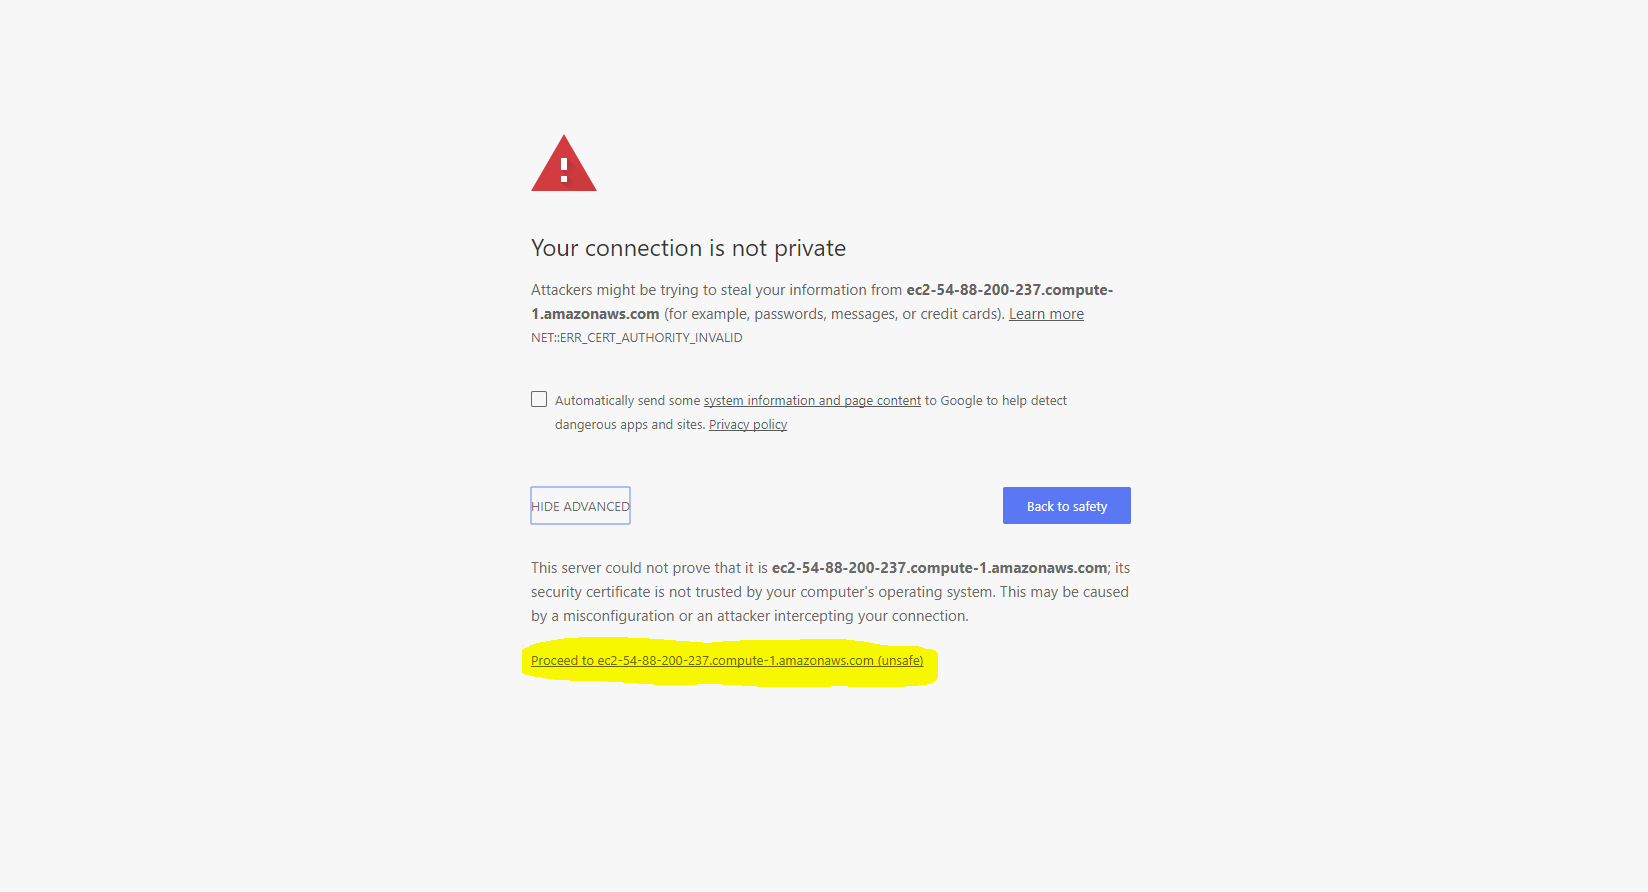 Your connection is not private
Attackers might be trying to steal your information from ec2-54-88-200-237.compute-
1.amazonaws.com (for example, passwords, messages, or credit cards). Learn more
NET::ERR_CERT_AUTHORITY_INVALID
Automatically send some system information and page content to Google to help detect
dangerous apps and sites. Privacy policy
HIDE ADVANCED
Back to safety
This server could not prove that it is ec2-54-88-200-237.compute-1.amazonaws.com; its
security certificate is not trusted by your computer's operating system. This may be caused
by a misconfiguration or an attacker intercepting your connection.
Proceed to ec2-54-88-200-237.compute-1.amazonaws.com (unsafe)